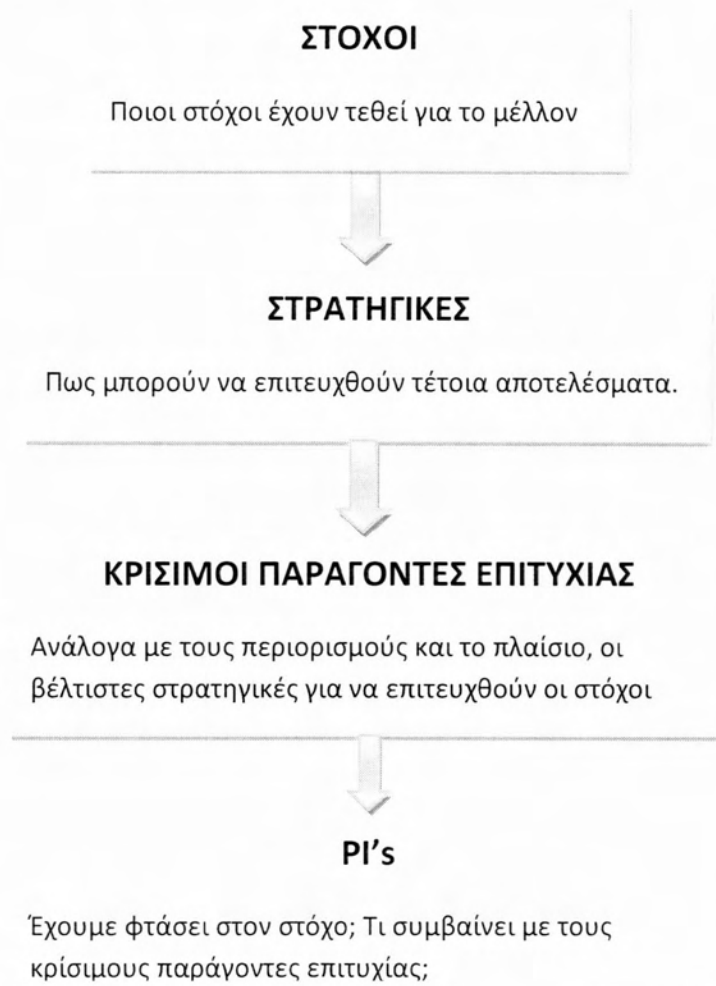 ΣΤΟΧΟΙ
Ποιοι στόχοι έχουν τεθεί για το μέλλον
ΣΤΡΑΤΗΓΙΚΕΣ
Πως μπορούν να επιτευχθούν τέτοια αποτελέσματα.
ΚΡΙΣΙΜΟΙ ΠΑΡΑΓΟΝΤΕΣ ΕΠΙΤΥΧΙΑΣ
Ανάλογα με τους περιορισμούς και το πλαίσιο, οι
βέλτιστες στρατηγικές για να επιτευχθούν οι στόχοι
PI's
Έχουμε φτάσει στον στόχο; Τι συμβαίνει με τους
κρίσιμους παράγοντες επιτυχίας;